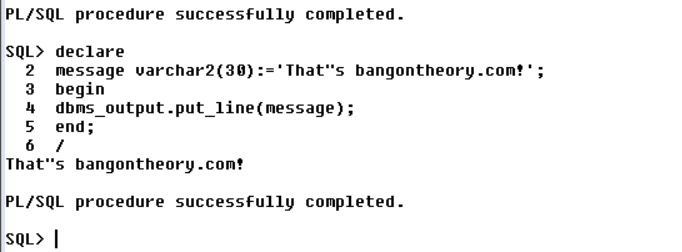 PL/SQL procedure successfully completed.
SQL> declare
2 message varchar2(30):='That"s bangontheory.com!';
3 begin
4 dbms_output.put_line(message);
5 end;
6 /
That"s bangontheory.com!
PL/SQL procedure successfully completed.
SQL>